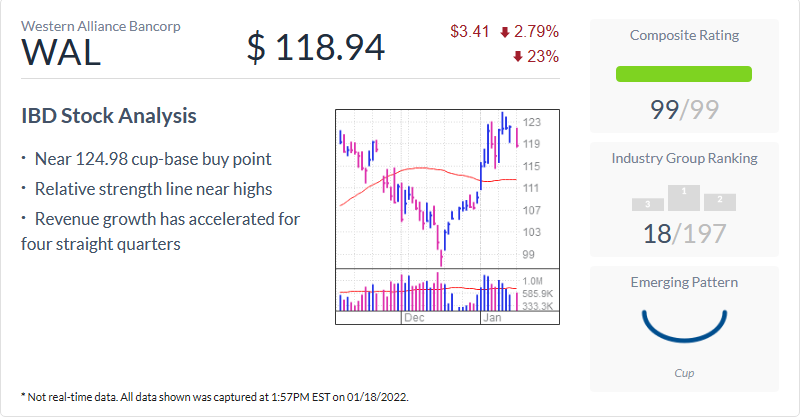 Western Alliance Bancorp
WAL
$ 118.94
$3.41 2.79%
23%
IBD Stock Analysis
· Near 124.98 cup-base buy point
· Relative strength line near highs
· Revenue growth has accelerated for
four straight quarters
123
119
115
111
107
103
99
1.0M
585.9K
333.3K
Dec Jan
Composite Rating
99/99
Industry Group Ranking
3 1 2
18/197
Emerging Pattern
Cup
* Not real-time data. All data shown was captured at 1:57PM EST on 01/18/2022.